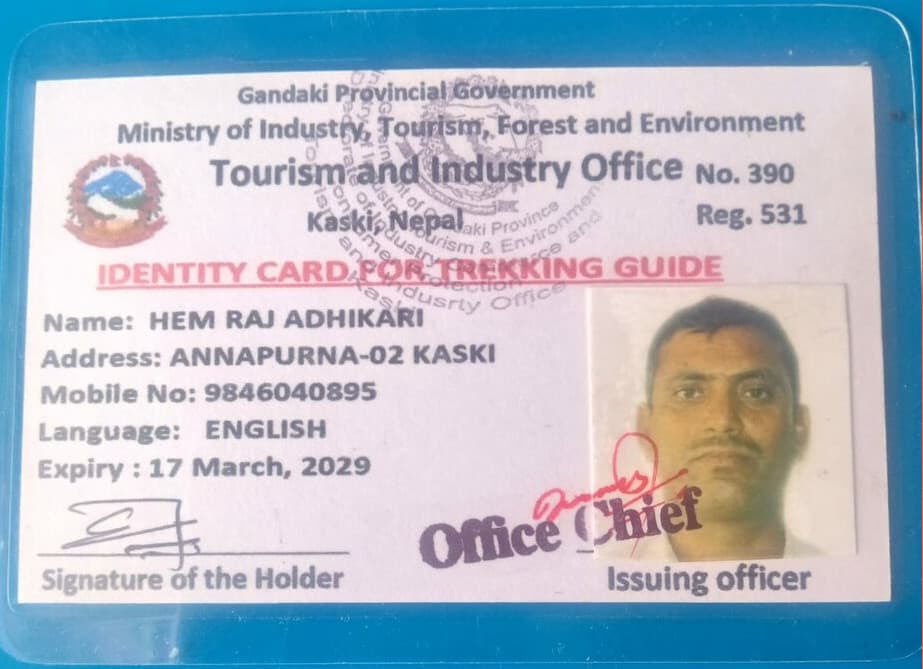 Gandaki Provincial Government
Ministry of Industry, Tourism, Forest and Environment
Tourism and Industry Office No. 390
Kaski, Nepal Reg. 531
IDENTITY CARD FOR TREKKING GUIDE
Name: HEM RAJ ADHIKARI
Address: ANNAPURNA-02 KASKI
Mobile No: 9846040895
Language: ENGLISH
Expiry : 17 March, 2029
Office Chief
Signature of the Holder Issuing officer